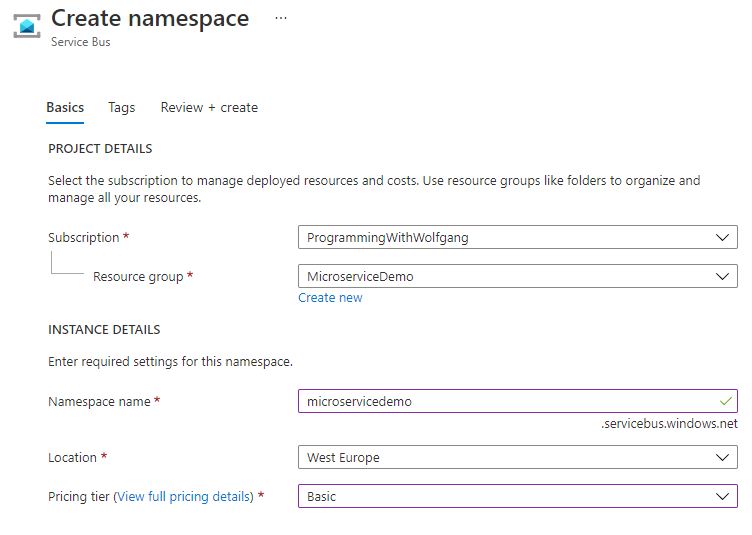 Create namespace ...
Service Bus
Basics Tags Review + create
PROJECT DETAILS
Select the subscription to manage deployed resources and costs. Use resource groups like folders to organize and
manage all your resources.
Subscription * ProgrammingWithWolfgang
Resource group * MicroserviceDemo
Create new
INSTANCE DETAILS
Enter required settings for this namespace.
Namespace name * microservicedemo
.servicebus.windows.net
Location * West Europe
Pricing tier (View full pricing details) * Basic